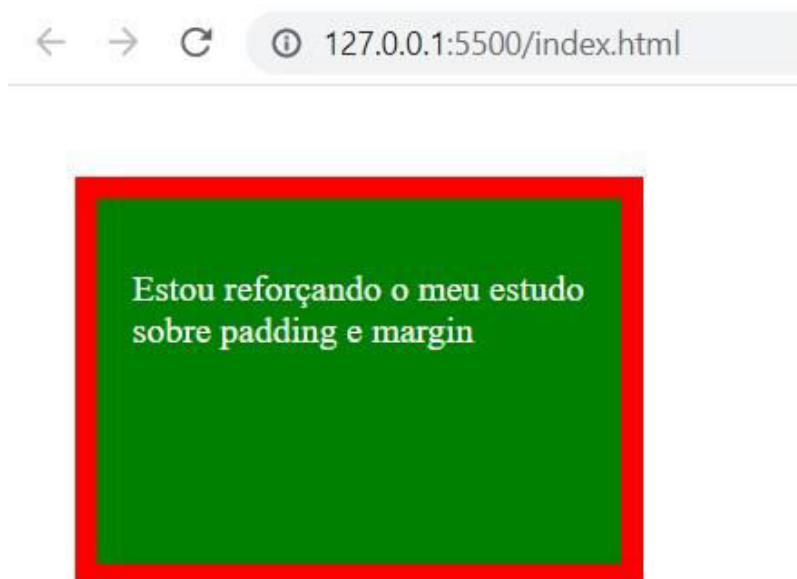 127.0.0.1:5500/index.html
Estou reforçando o meu estudo
sobre padding e margin